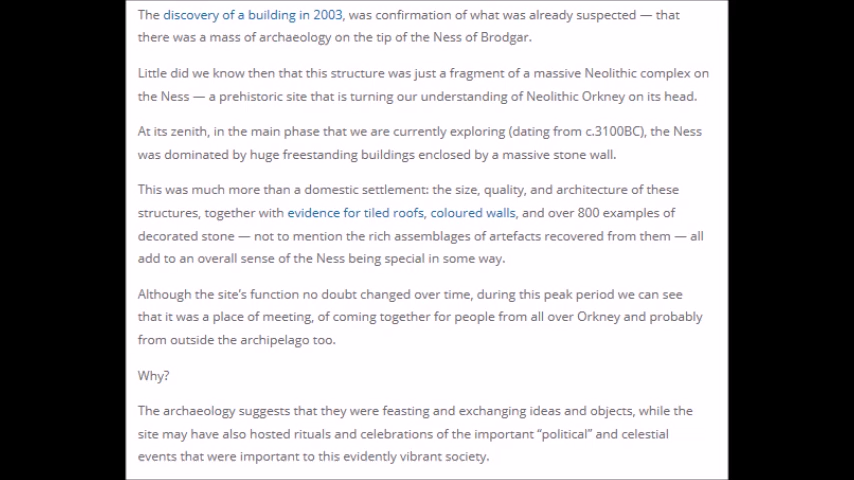 The discovery of a building in 2003, was confirmation of what was already suspected — that
there was a mass of archaeology on the tip of the Ness of Brodgar.
Little did we know then that this structure was just a fragment of a massive Neolithic complex on
the Ness — a prehistoric site that is turning our understanding of Neolithic Orkney on its head.
At its zenith, in the main phase that we are currently exploring (dating from c.3100BC), the Ness
was dominated by huge freestanding buildings enclosed by a massive stone wall.
This was much more than a domestic settlement: the size, quality, and architecture of these
structures, together with evidence for tiled roofs, coloured walls, and over 800 examples of
decorated stone — not to mention the rich assemblages of artefacts recovered from them — all
add to an overall sense of the Ness being special in some way.
Although the site’s function no doubt changed over time, during this peak period we can see
that it was a place of meeting, of coming together for people from all over Orkney and probably
from outside the archipelago too.
Why?
The archaeology suggests that they were feasting and exchanging ideas and objects, while the
site may have also hosted rituals and celebrations of the important “political” and celestial
events that were important to this evidently vibrant society.